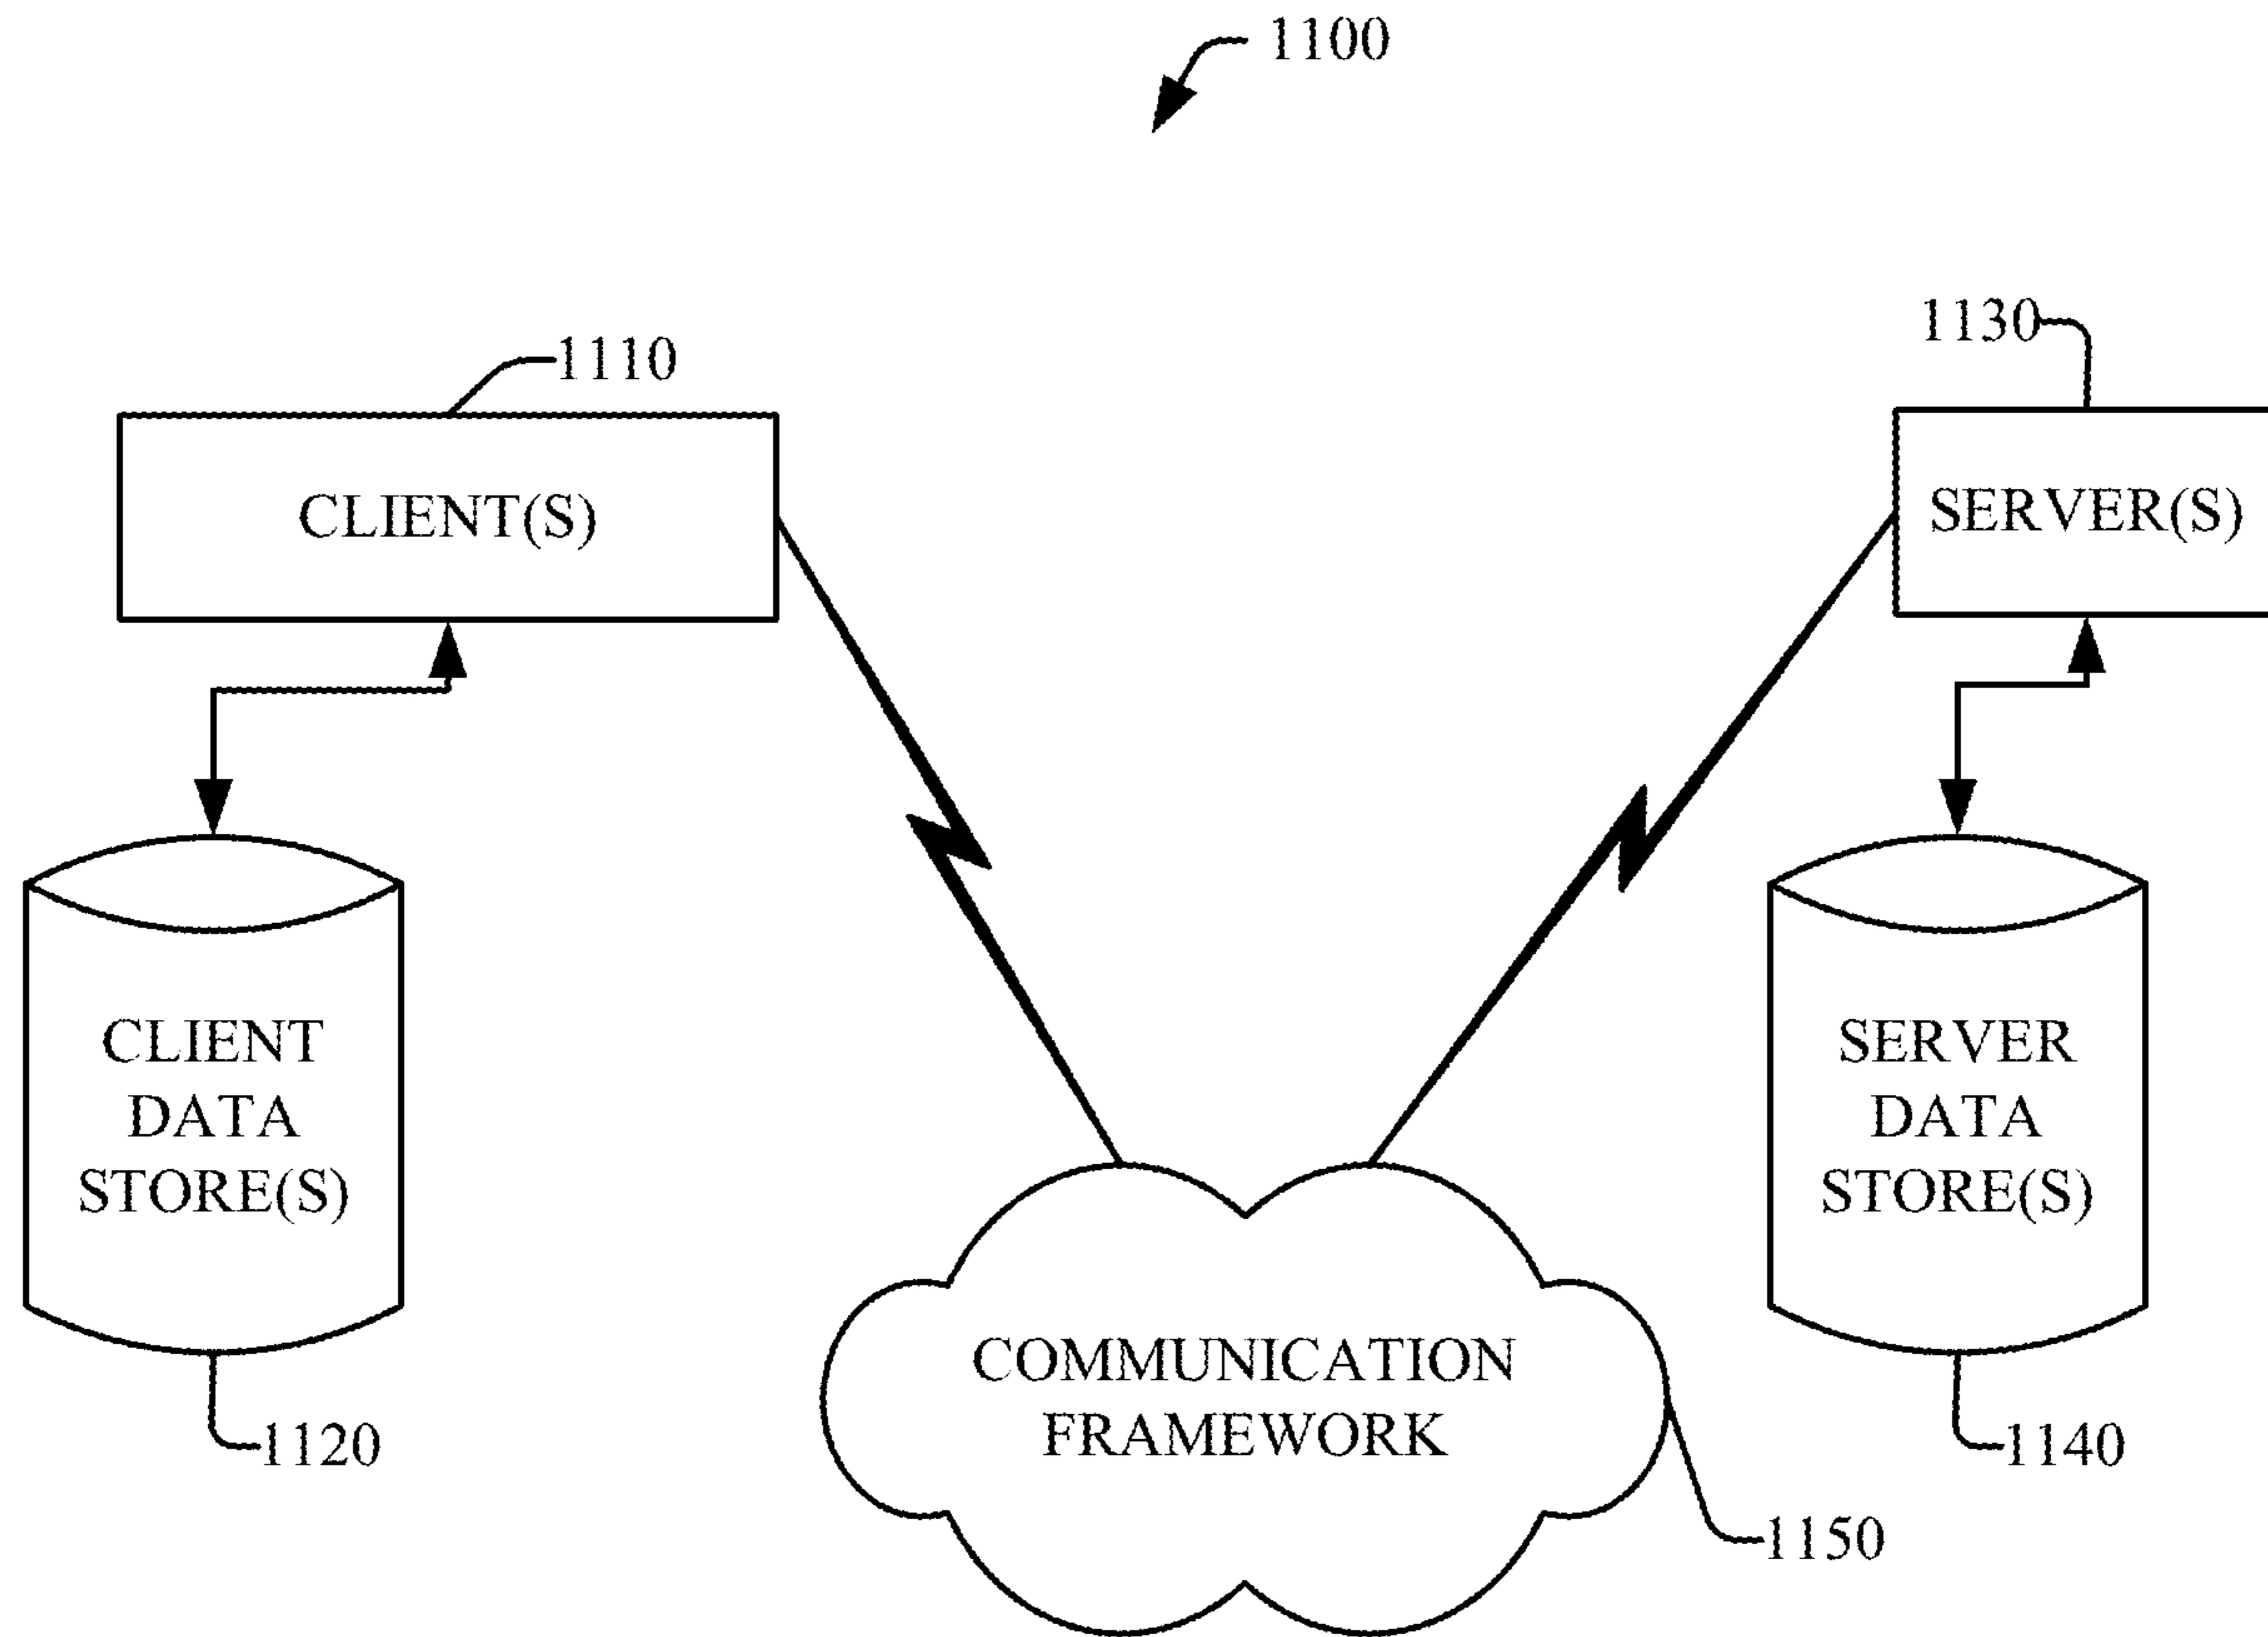 1100
1110
1130
CLIENT(S)
SERVER(S)
CLIENT
DATA
STORE(S)
SERVER
DATA
STORE(S)
COMMUNICATION
FRAMEWORK
1120
1140
1150